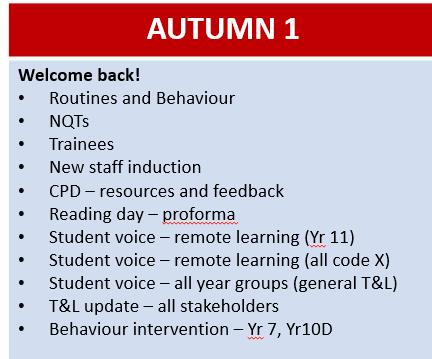 AUTUMN 1
Welcome back!
• Routines and Behaviour
• NQTs
• Trainees
• New staff induction
• CPD – resources and feedback
• Reading day – proforma
• Student voice – remote learning (Yr 11)
• Student voice – remote learning (all code X)
• Student voice – all year groups (general T&L)
• T&L update – all stakeholders
• Behaviour intervention – Yr 7, Yr10D